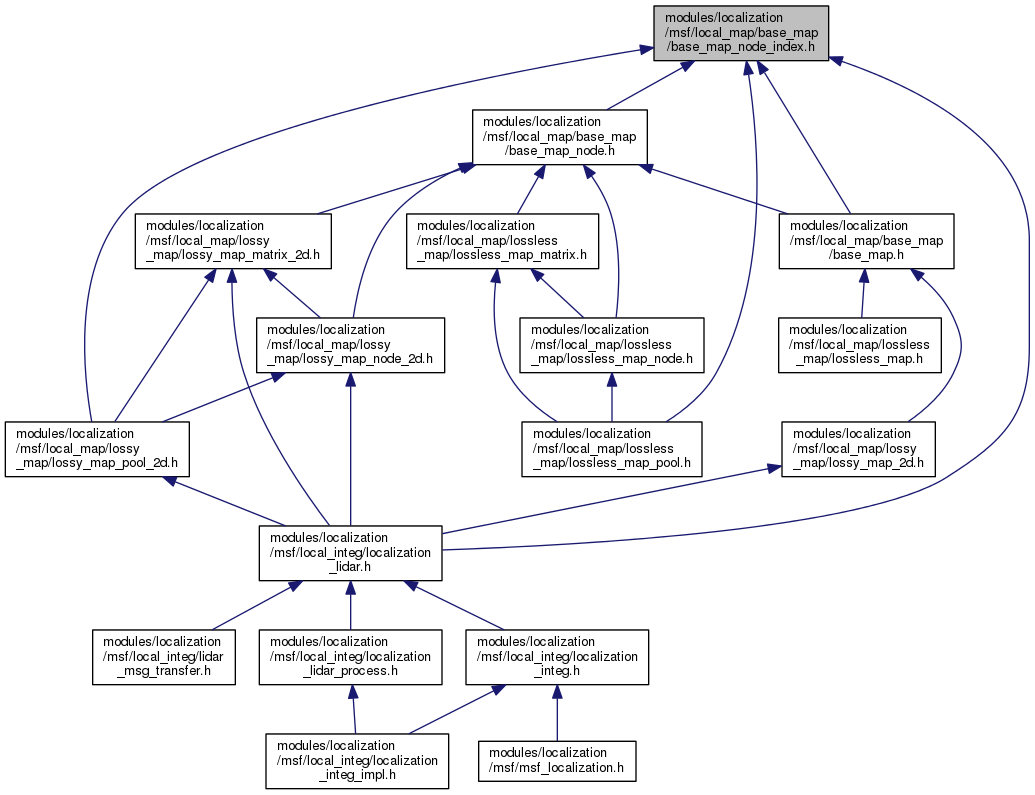 modules/localization
/msf/local_map/base_map
/base_map_node_index.h
modules/localization
/msf/local_map/base_map
/base_map_node.h
modules/localization
/msf/local_map/lossy
_map/lossy_map_matrix_2d.h
modules/localization
/msf/local_map/lossless
_map/lossless_map_matrix.h
modules/localization
/msf/local_map/base_map
/base_map.h
modules/localization
/msf/local_map/lossy
_map/lossy_map_node_2d.h
modules/localization
/msf/local_map/lossless
_map/lossless_map_node.h
modules/localization
/msf/local_map/lossless
_map/lossless_map.h
modules/localization
/msf/local_map/lossy
_map/lossy_map_pool_2d.h
modules/localization
/msf/local_map/lossless
_map/lossless_map_pool.h
modules/localization
/msf/local_map/lossy
_map/lossy_map_2d.h
modules/localization
/msf/local_integ/localization
_lidar.h
modules/localization
/msf/local_integ/lidar
_msg_transfer.h
modules/localization
/msf/local_integ/localization
_lidar_process.h
modules/localization
/msf/local_integ/localization
_integ.h
modules/localization
/msf/local_integ/localization
_integ_impl.h
modules/localization
/msf/msf_localization.h